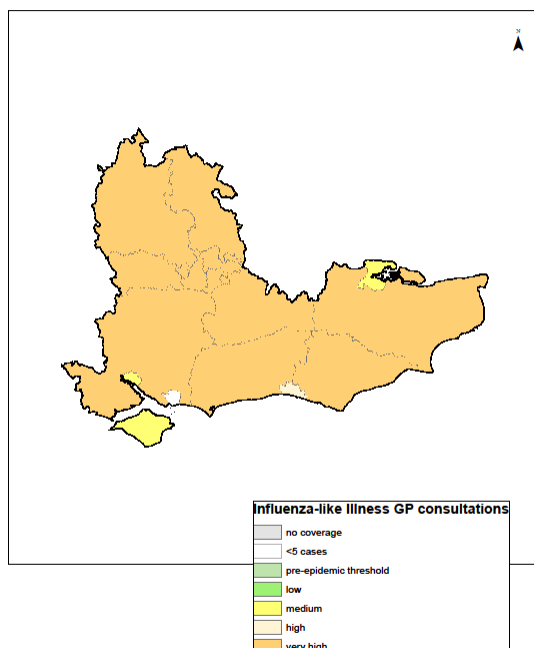 N
Influenza-like Illness GP consultations
no coverage
<5 cases
pre-epidemic threshold
low
medium
high
very high